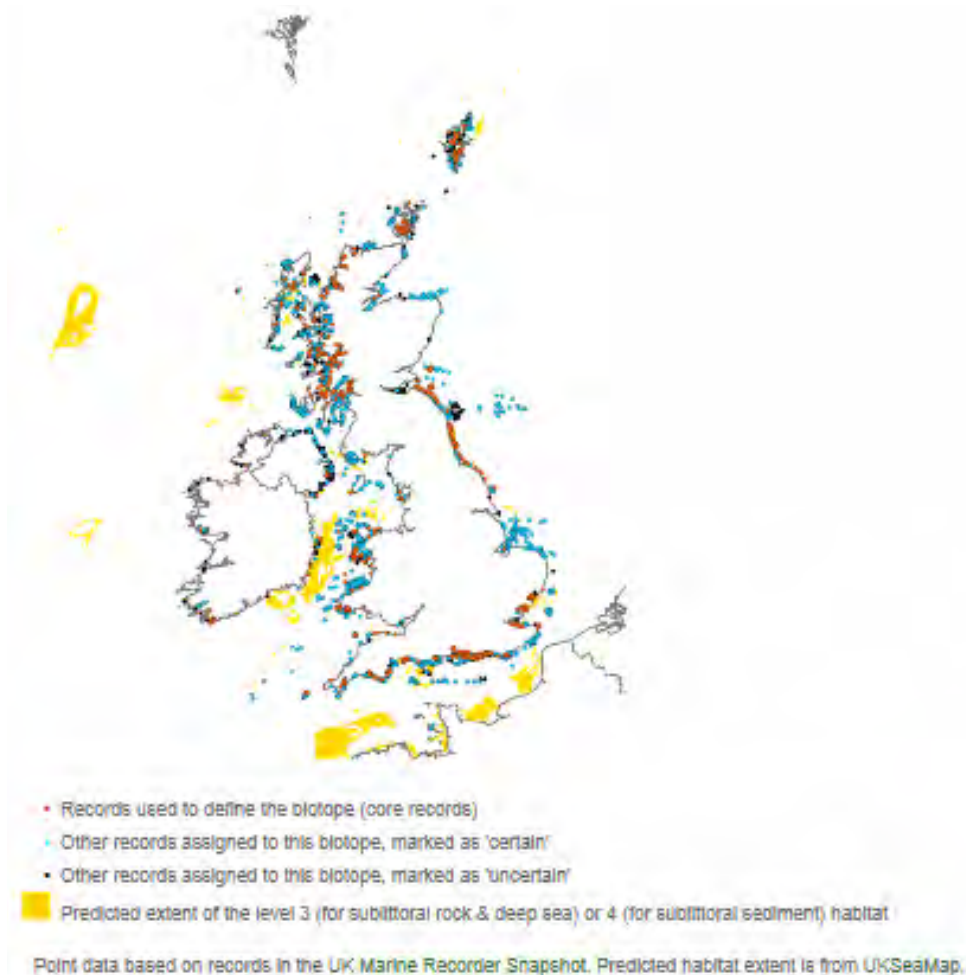 Records used to define the biotope (core records)
Other records assigned to this biotope, marked as 'certain'
Other records assigned to this biotope, marked as 'uncertain'
Predicted extent of the level 3 (for sublittoral rock & deep sea) or 4 (for sublittoral sediment) habitat
Point data based on records in the UK Marine Recorder Snapshot. Predicted habitat extent is from UKSeaMap.